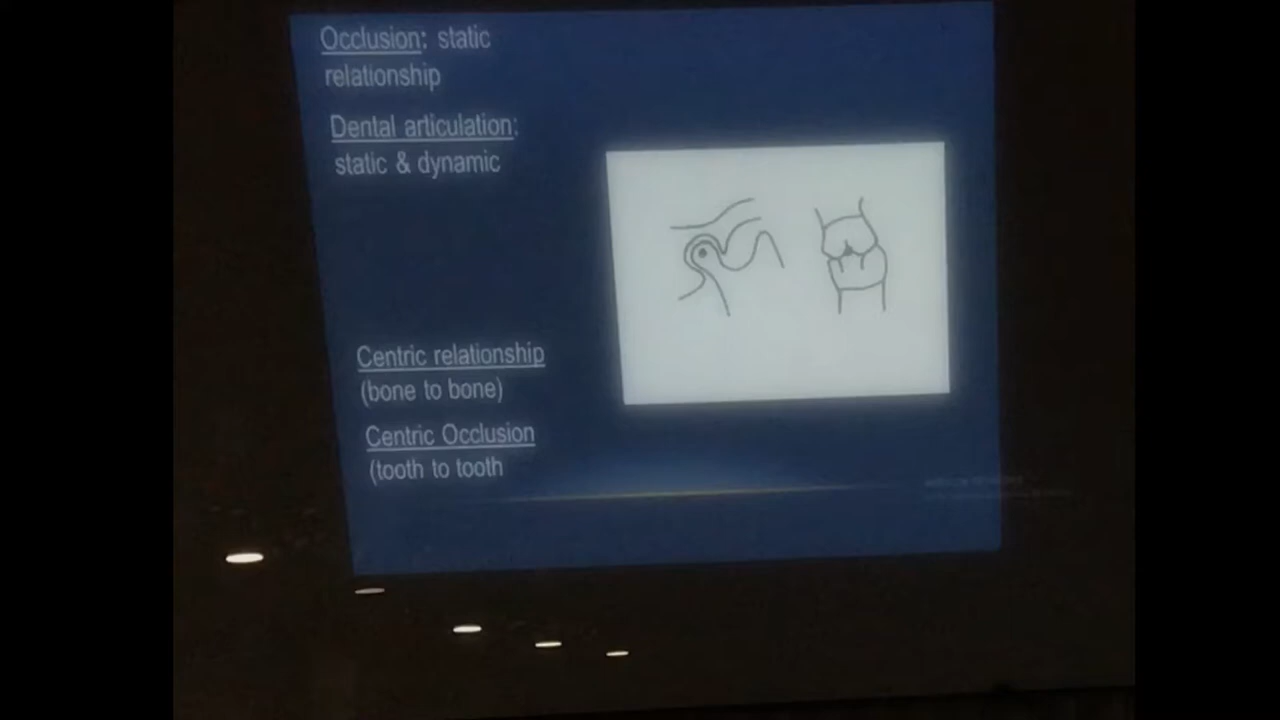 Occlusion: static
relationship
Dental articulation:
static & dynamic
Centric relationship
(bone to bone)
Centric Occlusion
(tooth to tooth